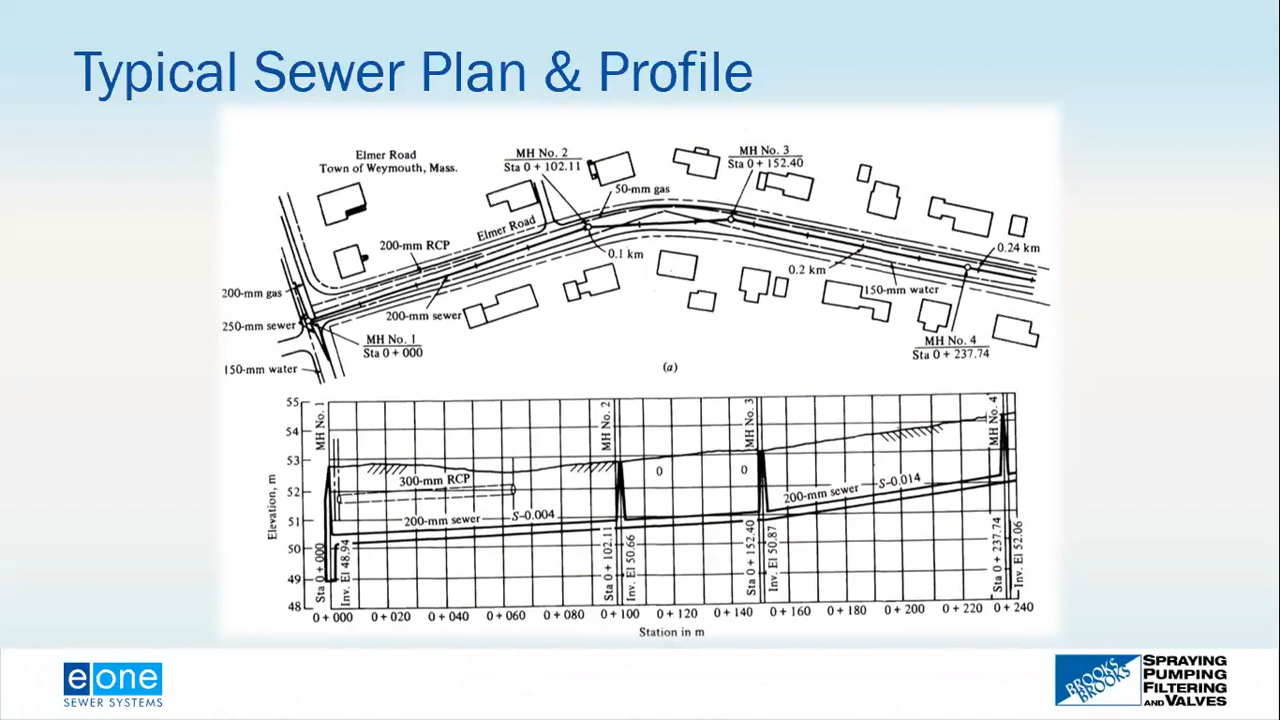 Typical Sewer Plan & Profile
Elmer Road
Town of Weymouth, Mass.
MH No. 2
Sta 0 + 102.11
MH No. 3
Sta 0 + 152.40
50-mm gas
Elmer Road
200-mm RCP
0.1 km
0.2 km
0.24 km
200-mm gas
150-mm water
200-mm sewer
250-mm sewer
MH No. 1
Sta 0 + 000
MH No. 4
Sta 0 + 237.74
150-mm water
(a)
55
54
53
52
51
50
49
48
Elevation, m
MH No. 1
MH No. 2
MH No. 3
MH No. 4
0
0
300-mm RCP
200-mm sewer
S-0.004
200-mm sewer
S-0.014
Sta 0 + 000
Inv. El 48.94
Sta 0 + 102.11
Inv. El 50.66
Sta 0 + 152.40
Inv. El 50.87
Sta 0 + 237.74
Inv. El 52.06
0 + 000 0 + 020 0 + 040 0 + 060 0 + 080 0 + 100 0 + 120 0 + 140 0 + 160 0 + 180 0 + 200 0 + 220 0 + 240
Station in m
e one
SEWER SYSTEMS
BROOKS
BROOKS
SPRAYING
PUMPING
FILTERING
AND VALVES